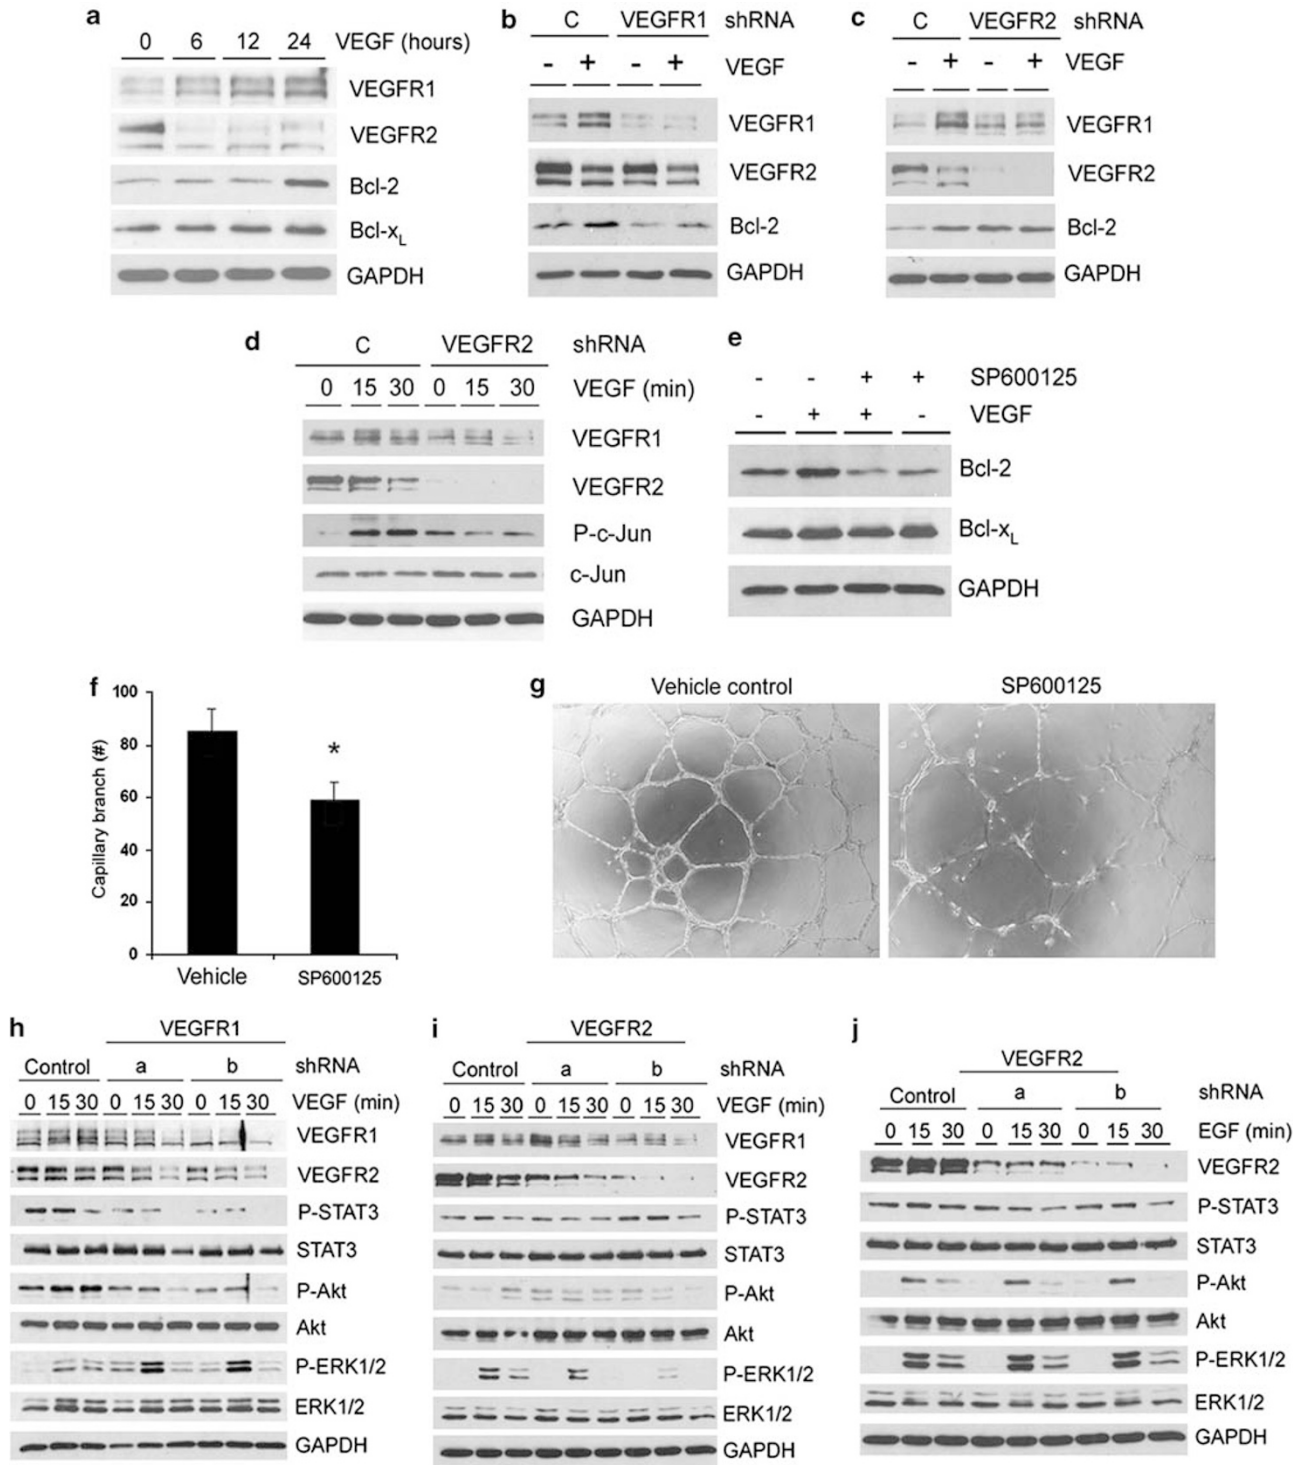 a
0 6 12 24 VEGF (hours)
VEGFR1
VEGFR2
Bcl-2
Bcl-xL
GAPDH
b
C VEGFR1 shRNA
- + - + VEGF
VEGFR1
VEGFR2
Bcl-2
GAPDH
c
C VEGFR2 shRNA
- + - + VEGF
VEGFR1
VEGFR2
Bcl-2
GAPDH
d
C VEGFR2 shRNA
0 15 30 0 15 30 VEGF (min)
VEGFR1
VEGFR2
P-c-Jun
c-Jun
GAPDH
e
- - + + SP600125
- + + - VEGF
Bcl-2
Bcl-xL
GAPDH
f
Capillary branch (#)
100
80
60
40
20
0
*
Vehicle SP600125
g
Vehicle control SP600125
h
VEGFR1
Control a b shRNA
0 15 30 0 15 30 0 15 30 VEGF (min)
VEGFR1
VEGFR2
P-STAT3
STAT3
P-Akt
Akt
P-ERK1/2
ERK1/2
GAPDH
i
VEGFR2
Control a b shRNA
0 15 30 0 15 30 0 15 30 VEGF (min)
VEGFR1
VEGFR2
P-STAT3
STAT3
P-Akt
Akt
P-ERK1/2
ERK1/2
GAPDH
j
VEGFR2
Control a b shRNA
0 15 30 0 15 30 0 15 30 EGF (min)
VEGFR2
P-STAT3
STAT3
P-Akt
Akt
P-ERK1/2
ERK1/2
GAPDH